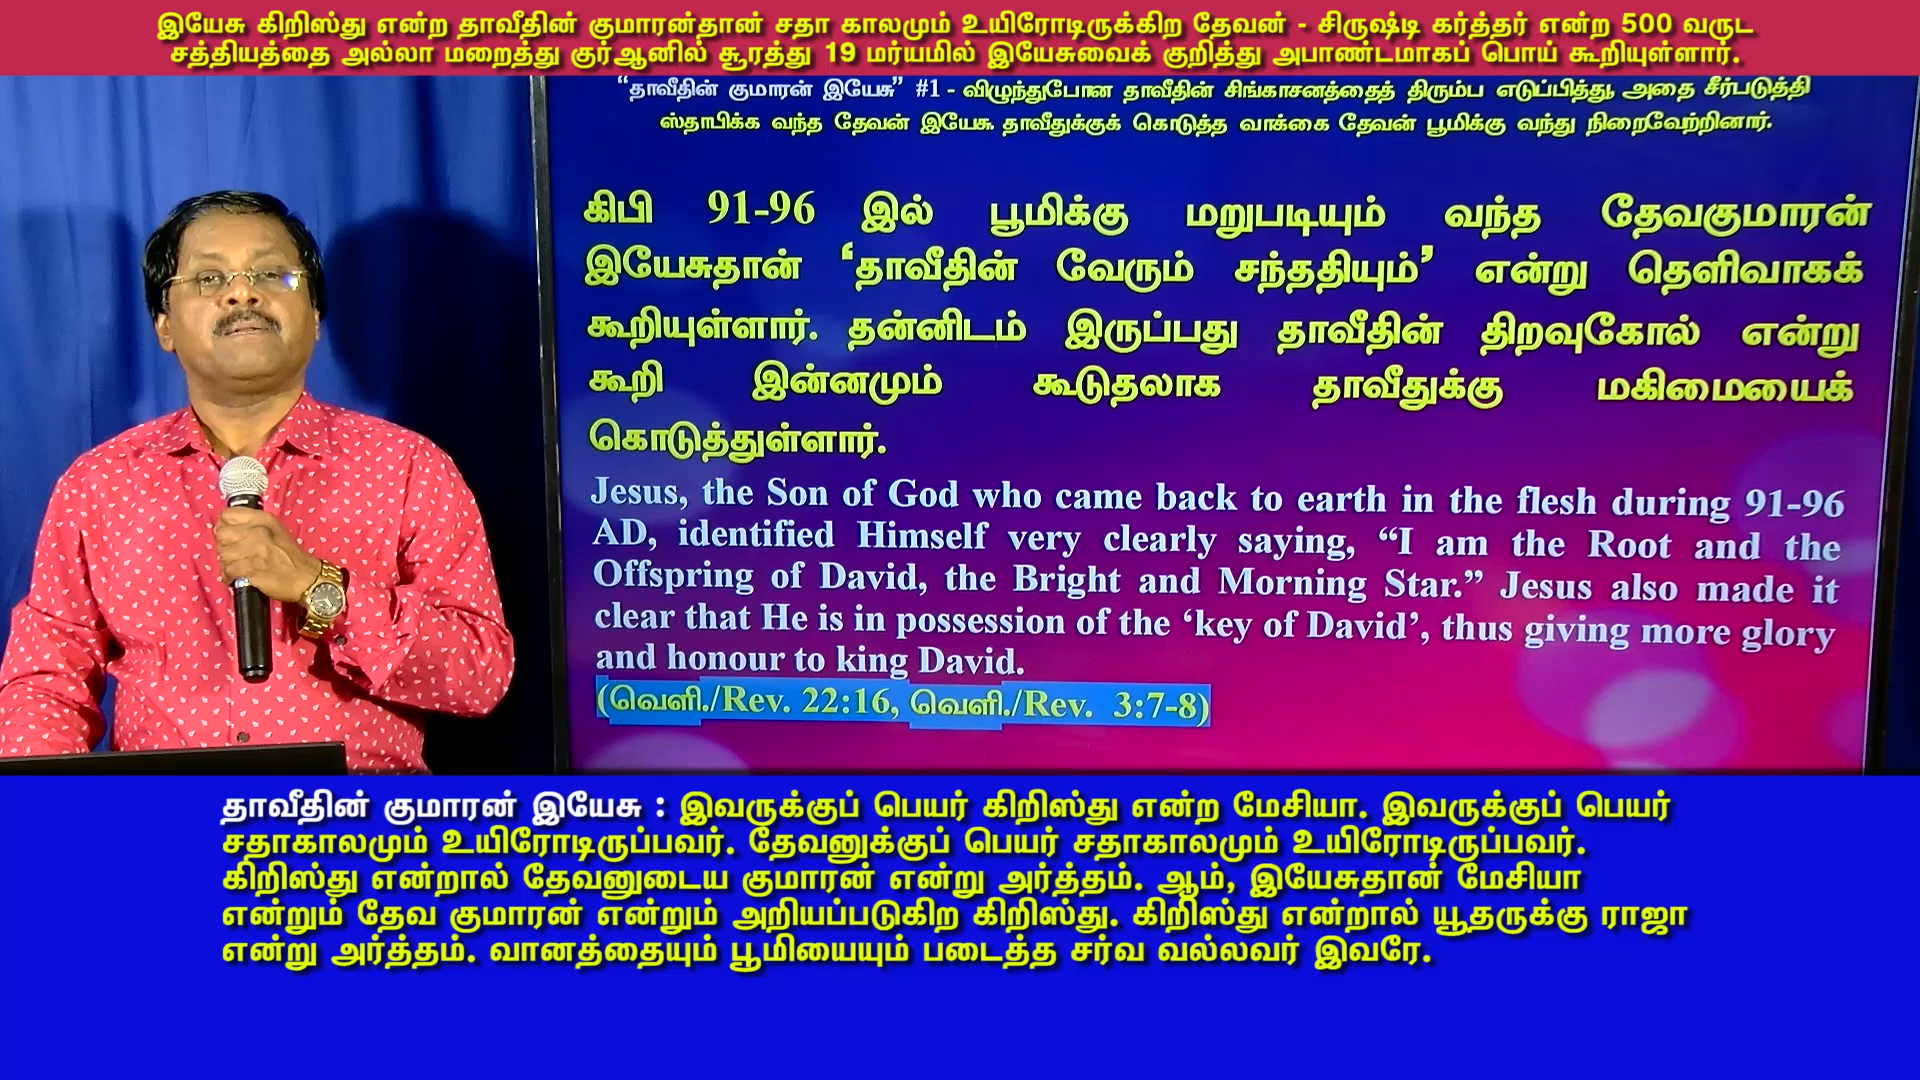 இயேசு கிறிஸ்து என்ற தாவீதின் குமாரன்தான் சதா காலமும் உயிரோடிருக்கிற தேவன் - சிருஷ்டி கர்த்தர் என்ற 500 வருட
சத்தியத்தை அல்லா மறைத்து குர்ஆனில் சூரத்து 19 மர்யமில் இயேசுவைக் குறித்து அபாண்டமாகப் பொய் கூறியுள்ளார்.
“தாவீதின் குமாரன் இயேசு” #1 - விழுந்துபோன தாவீதின் சிங்காசனத்தைத் திரும்ப எடுப்பித்து, அதை சீர்படுத்தி
ஸ்தாபிக்க வந்த தேவன் இயேசு. தாவீதுக்குக் கொடுத்த வாக்கை தேவன் பூமிக்கு வந்து நிறைவேற்றினார்.
கிபி 91-96 இல் பூமிக்கு மறுபடியும் வந்த தேவகுமாரன்
இயேசுதான் ‘தாவீதின் வேரும் சந்ததியும்’ என்று தெளிவாகக்
கூறியுள்ளார். தன்னிடம் இருப்பது தாவீதின் திறவுகோல் என்று
கூறி இன்னமும் கூடுதலாக தாவீதுக்கு மகிமையைக்
கொடுத்துள்ளார்.
Jesus, the Son of God who came back to earth in the flesh during 91-96
AD, identified Himself very clearly saying, “I am the Root and the
Offspring of David, the Bright and Morning Star.” Jesus also made it
clear that He is in possession of the ‘key of David’, thus giving more glory
and honour to king David.
(வெளி./Rev. 22:16, வெளி./Rev. 3:7-8)
தாவீதின் குமாரன் இயேசு : இவருக்குப் பெயர் கிறிஸ்து என்ற மேசியா. இவருக்குப் பெயர்
சதாகாலமும் உயிரோடிருப்பவர். தேவனுக்குப் பெயர் சதாகாலமும் உயிரோடிருப்பவர்.
கிறிஸ்து என்றால் தேவனுடைய குமாரன் என்று அர்த்தம். ஆம், இயேசுதான் மேசியா
என்றும் தேவ குமாரன் என்றும் அறியப்படுகிற கிறிஸ்து. கிறிஸ்து என்றால் யூதருக்கு ராஜா
என்று அர்த்தம். வானத்தையும் பூமியையும் படைத்த சர்வ வல்லவர் இவரே.